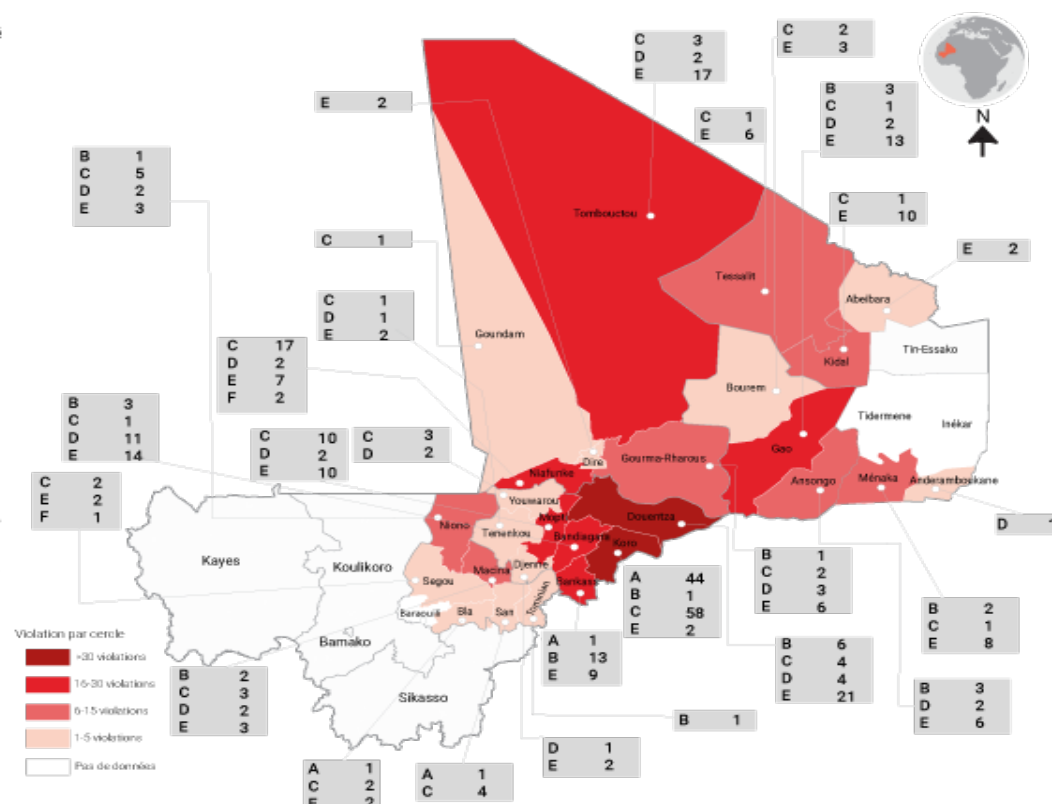 C 3
D 2
E 17
C 2
E 3
B 3
C 1
D 2
E 13
E 2
C 1
E 6
N
B 1
C 5
D 2
E 3
C 1
E 10
Tombouctou
C 1
E 2
Tessalit
Abeibara
C 1
D 1
E 2
Goundam
C 17
D 2
E 7
F 2
Tin-Essako
Kidal
Bourem
B 3
C 1
D 11
E 14
Tidermene
Inékar
C 10
D 2
E 10
C 3
D 2
Gao
Dire
Gourma-Rharous
Niafunke
Ansongo
Ménaka
Anderamboukane
C 2
E 2
F 1
Youwarou
Niono
Mopti
Douentza
D 1
Tenenkou
Bandiagara
Koro
Kayes
Koulikoro
Segou
Macina
Djenne
Bankass
Baraouili
Bla
San
Tominian
A 44
B 1
C 58
E 2
B 1
C 2
D 3
E 6
B 2
C 1
E 8
Bamako
Violation par cercle
+30 violations
16-30 violations
6-15 violations
1-5 violations
Pas de données
B 2
C 3
D 2
E 3
Sikasso
A 1
B 13
E 9
B 6
C 4
D 4
E 21
B 3
D 2
E 6
B 1
D 1
E 2
A 1
C 2
E 2
A 1
C 4